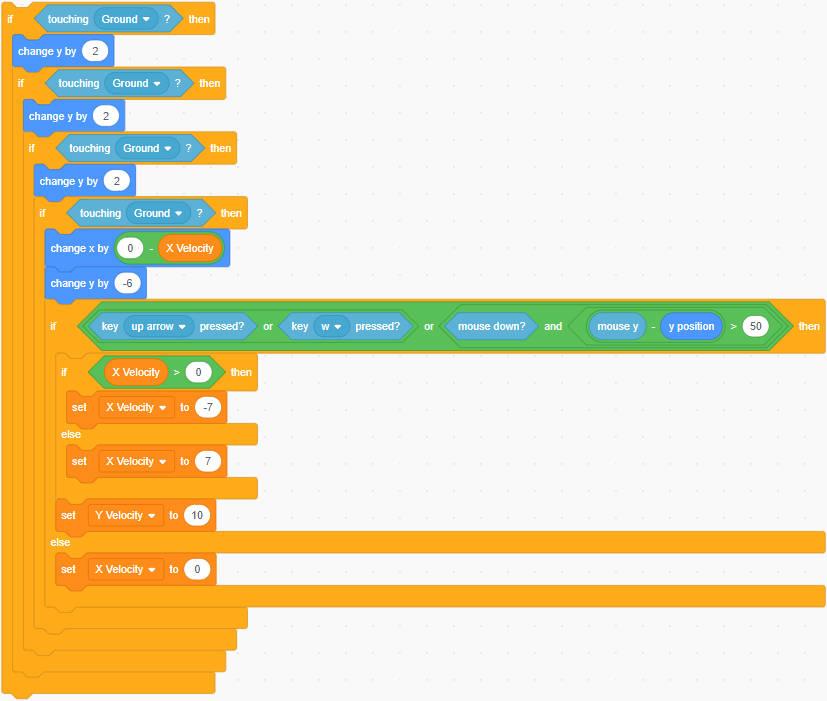 if touching Ground ? then
change y by 2
if touching Ground ? then
change y by 2
if touching Ground ? then
change y by 2
if touching Ground ? then
change x by 0 - X Velocity
change y by -6
if key up arrow pressed? or key w pressed? or mouse down? and mouse y - y position > 50 then
if X Velocity > 0 then
set X Velocity to -7
else
set X Velocity to 7
set Y Velocity to 10
else
set X Velocity to 0